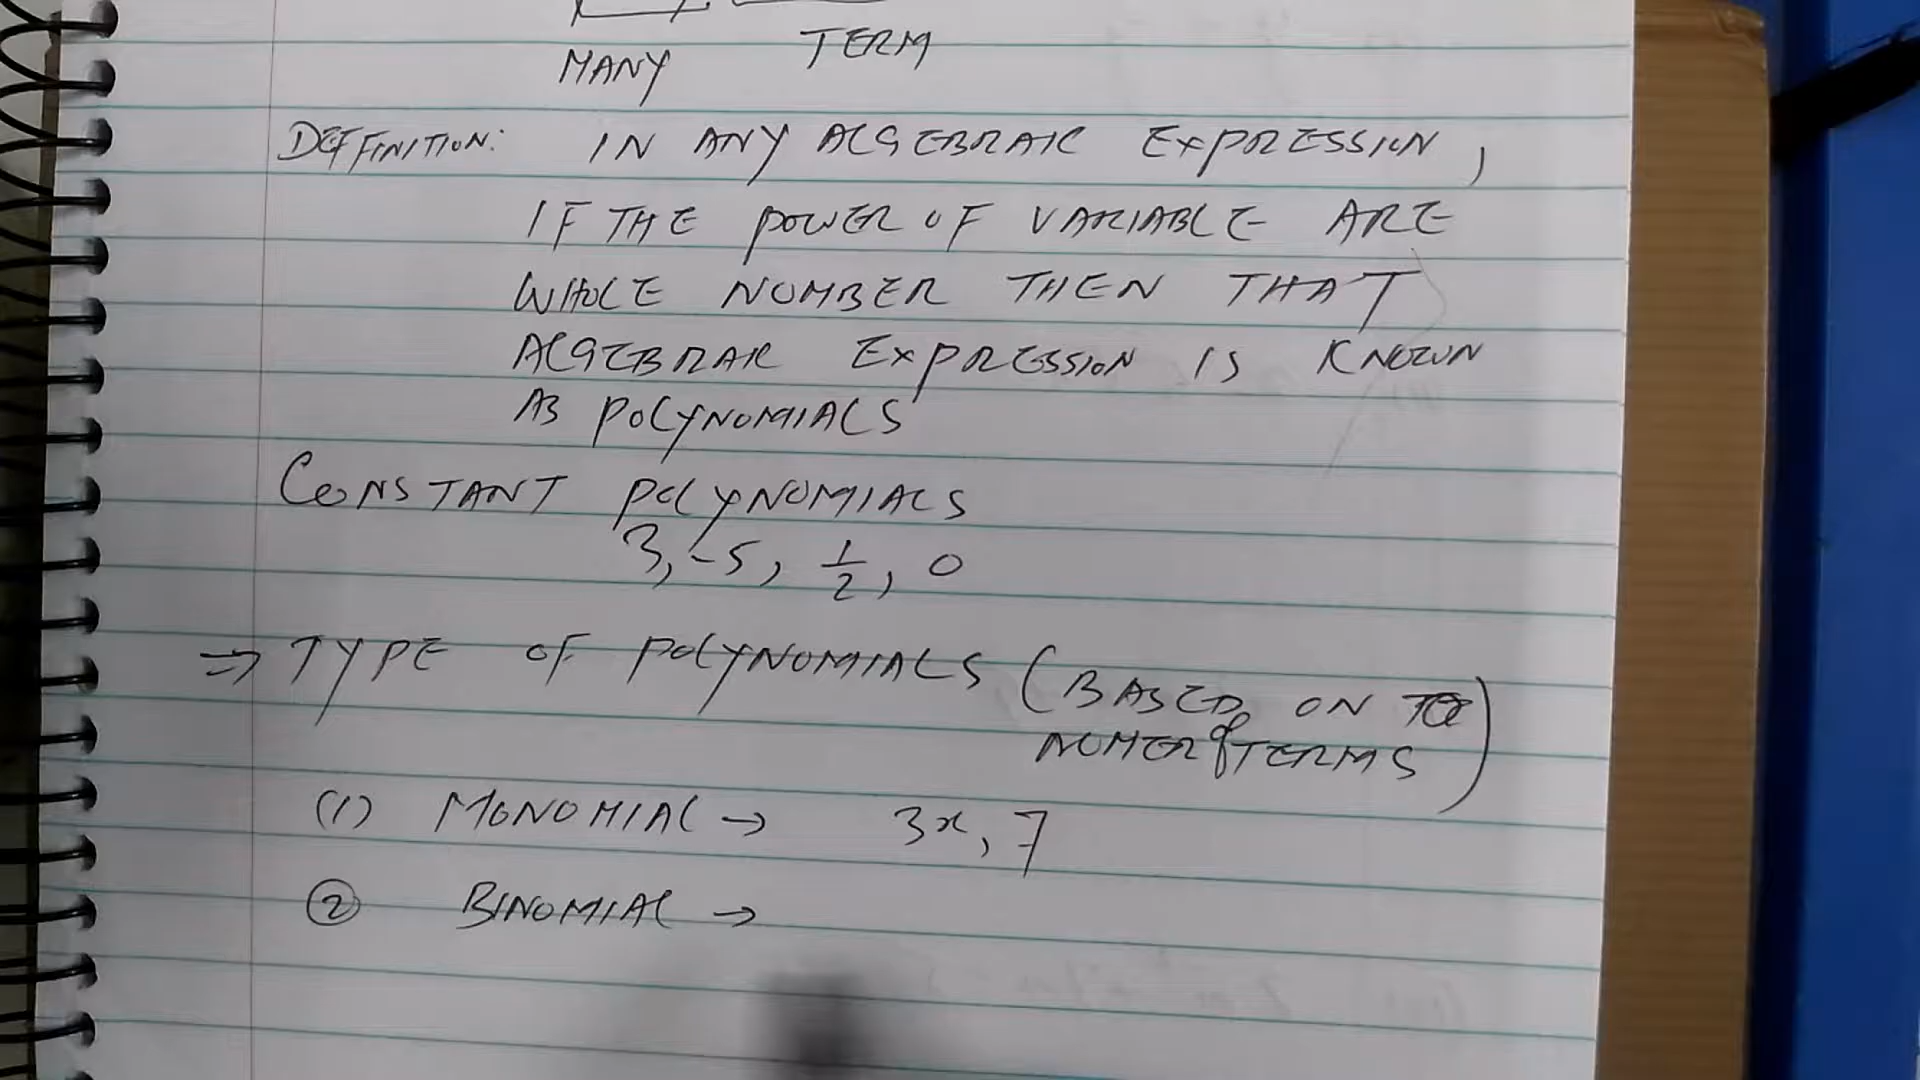 MANY TERM
DEFINITION: IN ANY ALGEBRAIC EXPRESSION,
IF THE POWER OF VARIABLE ARE
WHOLE NUMBER THEN THAT
ALGEBRAIC EXPRESSION IS KNOWN
AS POLYNOMIALS
CONSTANT POLYNOMIALS
3, -5, 1/2, 0
⇒ TYPE OF POLYNOMIALS (BASED ON
NUMER OF TERMS)
(1) MONOMIAL → 3x, 7
② BINOMIAL →